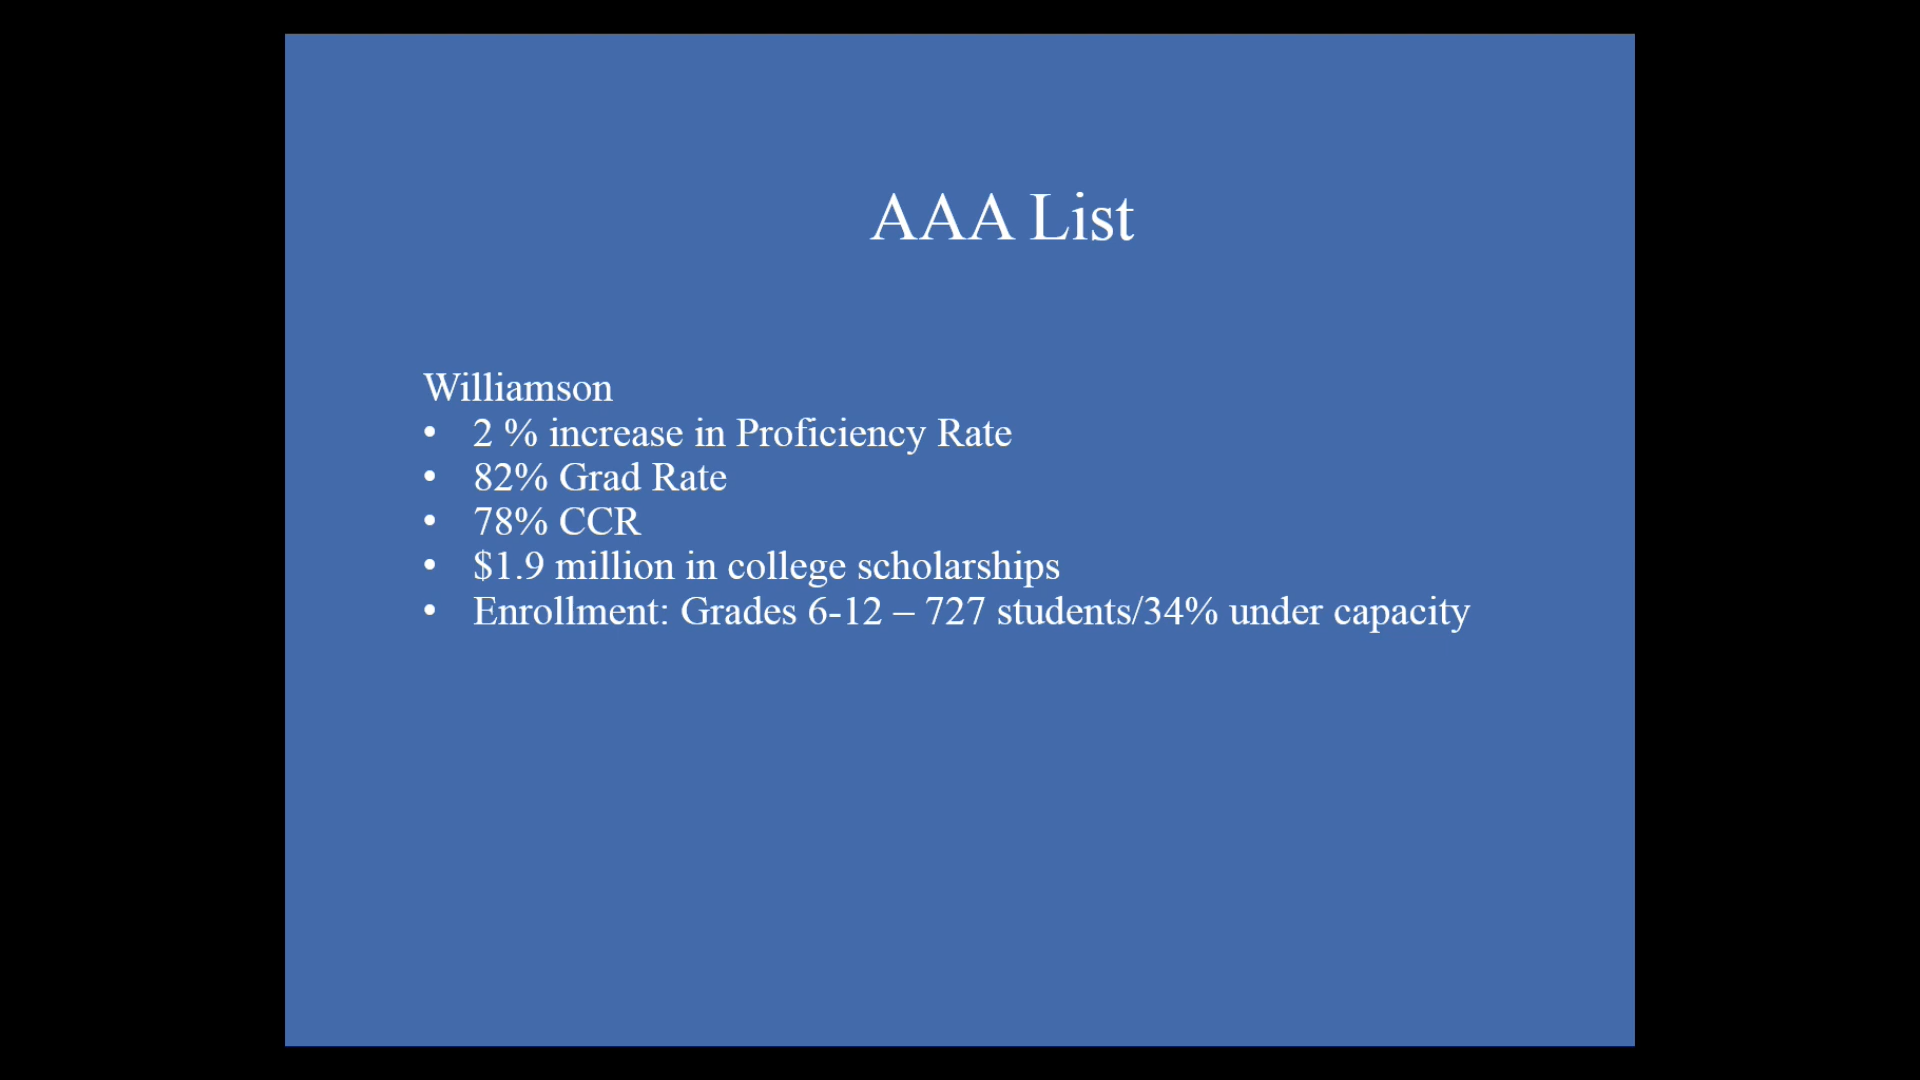 AAA List
Williamson
• 2 % increase in Proficiency Rate
• 82% Grad Rate
• 78% CCR
• $1.9 million in college scholarships
• Enrollment: Grades 6-12 – 727 students/34% under capacity